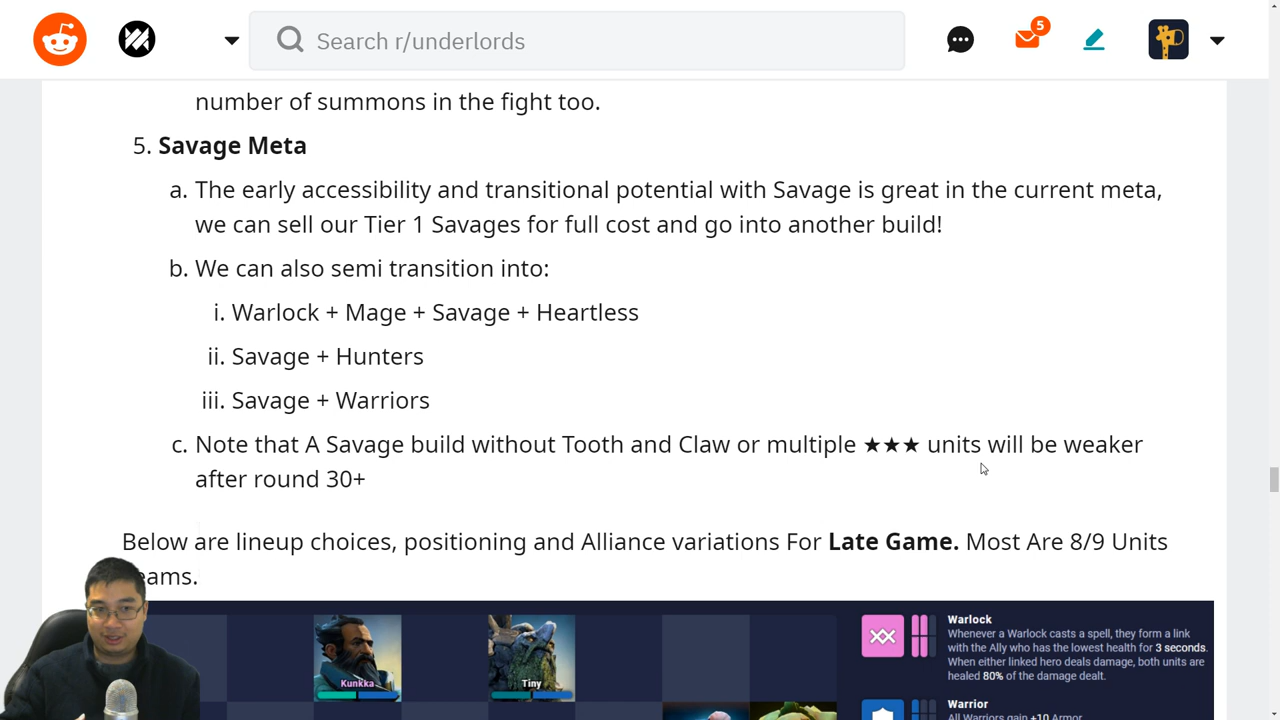 Search r/underlords
5
number of summons in the fight too.
5. Savage Meta
a. The early accessibility and transitional potential with Savage is great in the current meta,
we can sell our Tier 1 Savages for full cost and go into another build!
b. We can also semi transition into:
i. Warlock + Mage + Savage + Heartless
ii. Savage + Hunters
iii. Savage + Warriors
c. Note that A Savage build without Tooth and Claw or multiple ★★★ units will be weaker
after round 30+
Below are lineup choices, positioning and Alliance variations For Late Game. Most Are 8/9 Units
eams.
Kunkka
Tiny
Warlock
Whenever a Warlock casts a spell, they form a link
with the Ally who has the lowest health for 3 seconds.
When either linked hero deals damage, both units are
healed 80% of the damage dealt.
Warrior
All Warriors gain +10 Armor